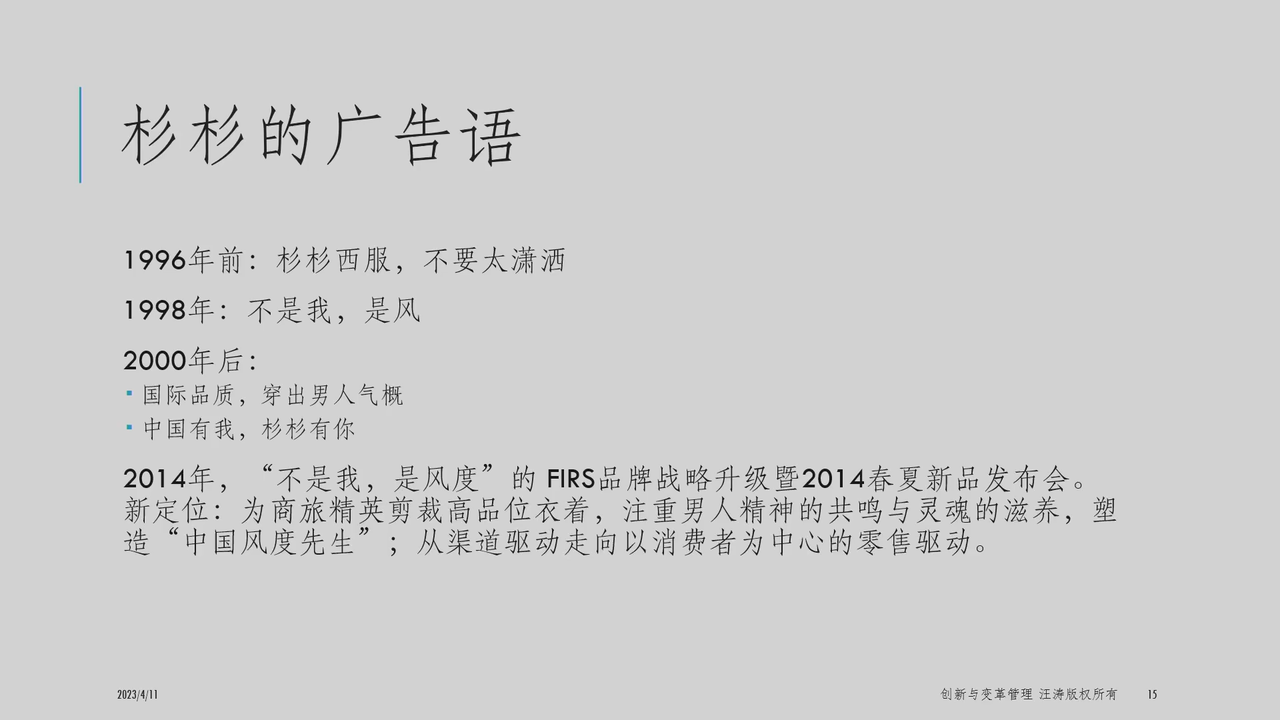 杉杉的广告语
1996年前：杉杉西服，不要太潇洒
1998年：不是我，是风
2000年后：
▪ 国际品质，穿出男人气概
▪ 中国有我，杉杉有你
2014年，“不是我，是风度”的 FIRS品牌战略升级暨2014春夏新品发布会。
新定位：为商旅精英剪裁高品位衣着，注重男人精神的共鸣与灵魂的滋养，塑
造“中国风度先生”；从渠道驱动走向以消费者为中心的零售驱动。
2023/4/11
创新与变革管理 汪涛版权所有
15